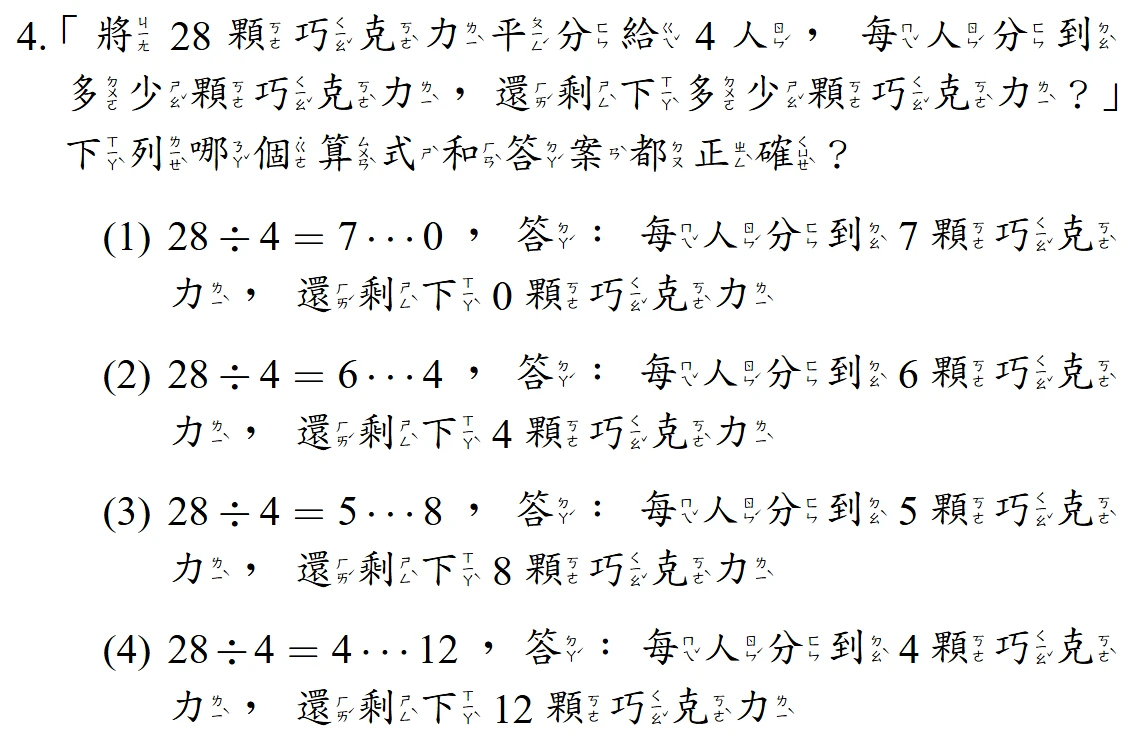 4.「將 28 顆巧克力平分給 4 人，每人分到
多少顆巧克力，還剩下多少顆巧克力？」
下列哪個算式和答案都正確？
(1) 28÷4＝7⋯0，答：每人分到 7 顆巧克
力，還剩下 0 顆巧克力
(2) 28÷4＝6⋯4，答：每人分到 6 顆巧克
力，還剩下 4 顆巧克力
(3) 28÷4＝5⋯8，答：每人分到 5 顆巧克
力，還剩下 8 顆巧克力
(4) 28÷4＝4⋯12，答：每人分到 4 顆巧克
力，還剩下 12 顆巧克力